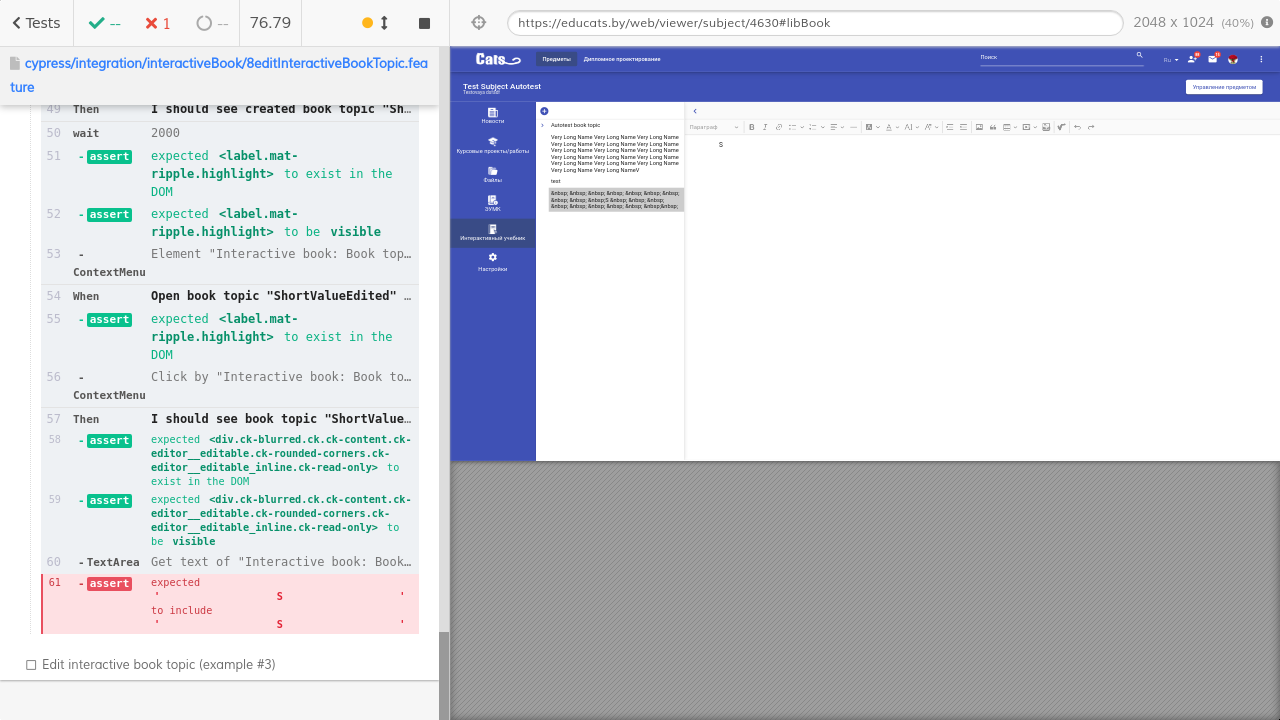 Tests
--
1
--
76.79
https://educats.by/web/viewer/subject/4630#libBook
2048 x 1024 (40%)
cypress/integration/interactiveBook/8editInteractiveBookTopic.fea
ture
49 Then I should see created book topic "Sh…
50 wait 2000
51 - assert expected <label.mat-
ripple.highlight> to exist in the
DOM
52 - assert expected <label.mat-
ripple.highlight> to be visible
53 - Element "Interactive book: Book top…
ContextMenu
54 When Open book topic "ShortValueEdited" …
55 - assert expected <label.mat-
ripple.highlight> to exist in the
DOM
56 - Click by "Interactive book: Book to…
ContextMenu
57 Then I should see book topic "ShortValue…
58 - assert expected <div.ck-blurred.ck.ck-content.ck-
editor__editable.ck-rounded-corners.ck-
editor__editable_inline.ck-read-only> to
exist in the DOM
59 - assert expected <div.ck-blurred.ck.ck-content.ck-
editor__editable.ck-rounded-corners.ck-
editor__editable_inline.ck-read-only> to
be visible
60 - TextArea Get text of "Interactive book: Book…
61 - assert expected
' S '
to include
' S '
Edit interactive book topic (example #3)
Cats
Предметы Дипломное проектирование
Поиск
Ru
Test Subject Autotest
Управление предметом
Новости
Курсовые проекты/работы
Файлы
ЭУМК
Интерактивный учебник
Настройки
Autotest book topic
Very Long Name Very Long Name Very Long Name
Very Long Name Very Long Name Very Long Name
Very Long Name Very Long Name Very Long Name
Very Long Name Very Long Name Very Long Name
Very Long Name Very Long Name Very Long Name
Very Long Name Very Long NameV
text
&nbsp; &nbsp; &nbsp; &nbsp; &nbsp; &nbsp; &nbsp;
&nbsp; &nbsp; &nbsp;S &nbsp; &nbsp; &nbsp;
&nbsp; &nbsp; &nbsp; &nbsp; &nbsp;&nbsp;
Параграф
B I
S